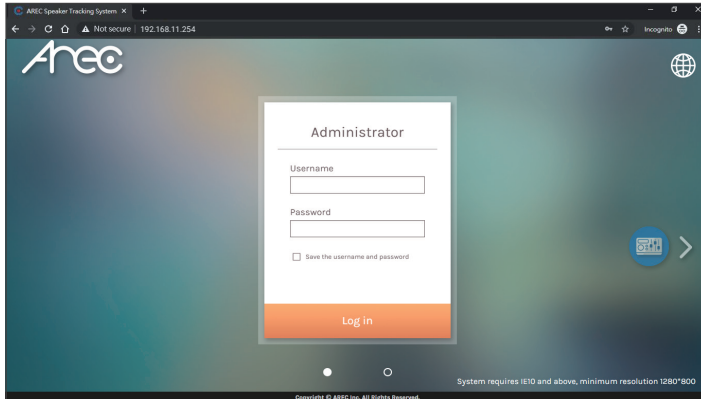 AREC Speaker Tracking System
Not secure | 192.168.11.254
Incognito
Arec
Administrator
Username
Password
Save the username and password
Log in
System requires IE10 and above, minimum resolution 1280*800
Copyright © AREC Inc. All Rights Reserved.